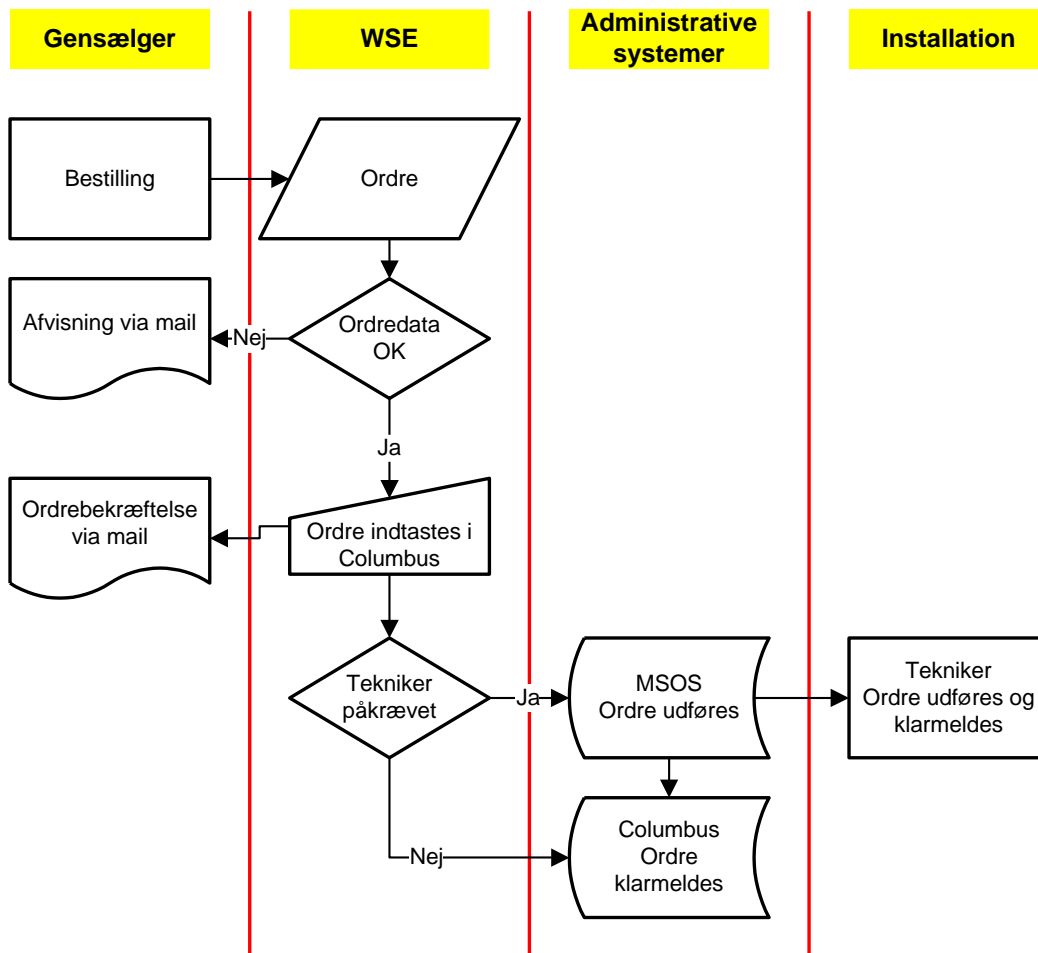 Gensælger
WSE
Administrative
systemer
Installation
Bestilling
Ordre
Afvisning via mail
Nej
Ordredata
OK
Ja
Ordrebekræftelse
via mail
Ordre indtastes i
Columbus
Tekniker
påkrævet
Ja
MSOS
Ordre udføres
Tekniker
Ordre udføres og
klarmeldes
Nej
Columbus
Ordre
klarmeldes